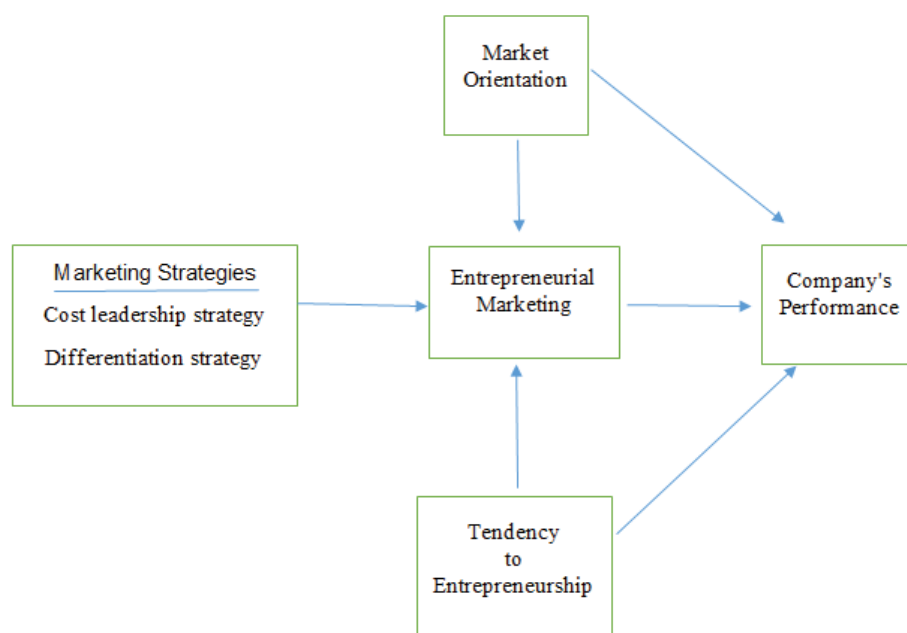 Market
Orientation
Marketing Strategies
Cost leadership strategy
Differentiation strategy
Entrepreneurial
Marketing
Company's
Performance
Tendency
to
Entrepreneurship